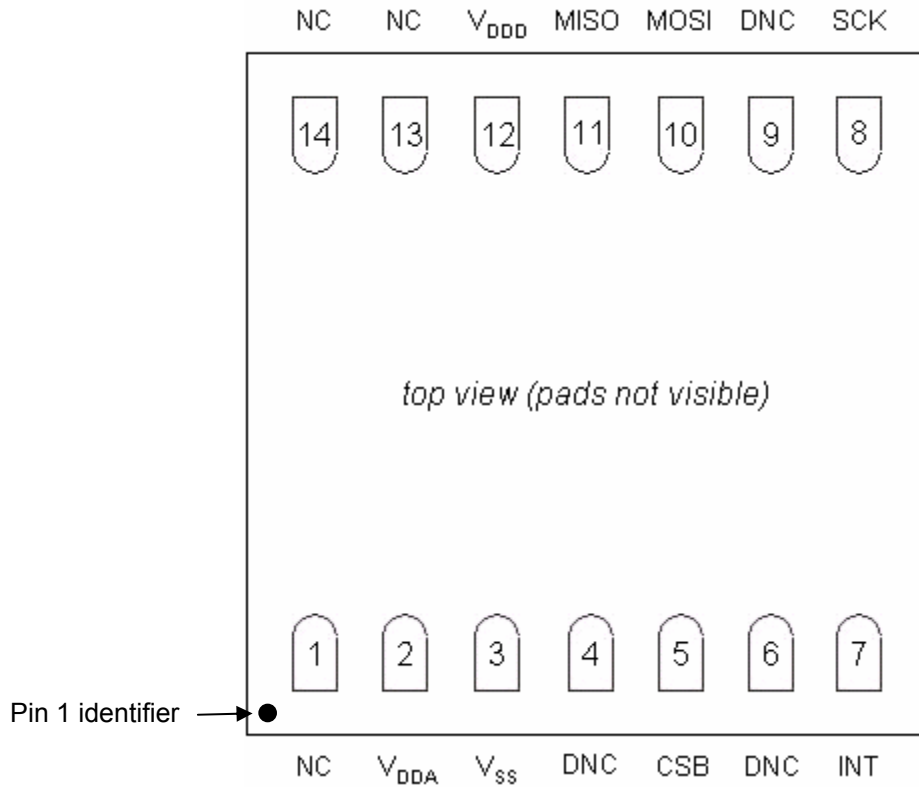 NC NC VDDD MISO MOSI DNC SCK
14 13 12 11 10 9 8
top view (pads not visible)
1 2 3 4 5 6 7
Pin 1 identifier
NC VDDA VSS DNC CSB DNC INT